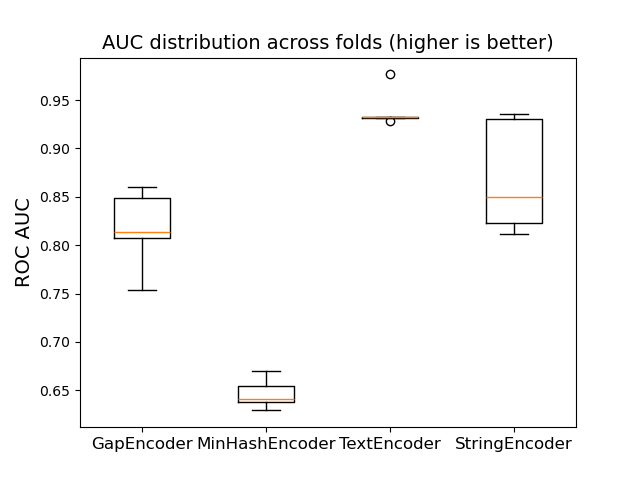 AUC distribution across folds (higher is better)
ROC AUC
0.95
0.90
0.85
0.80
0.75
0.70
0.65
GapEncoder MinHashEncoder TextEncoder StringEncoder